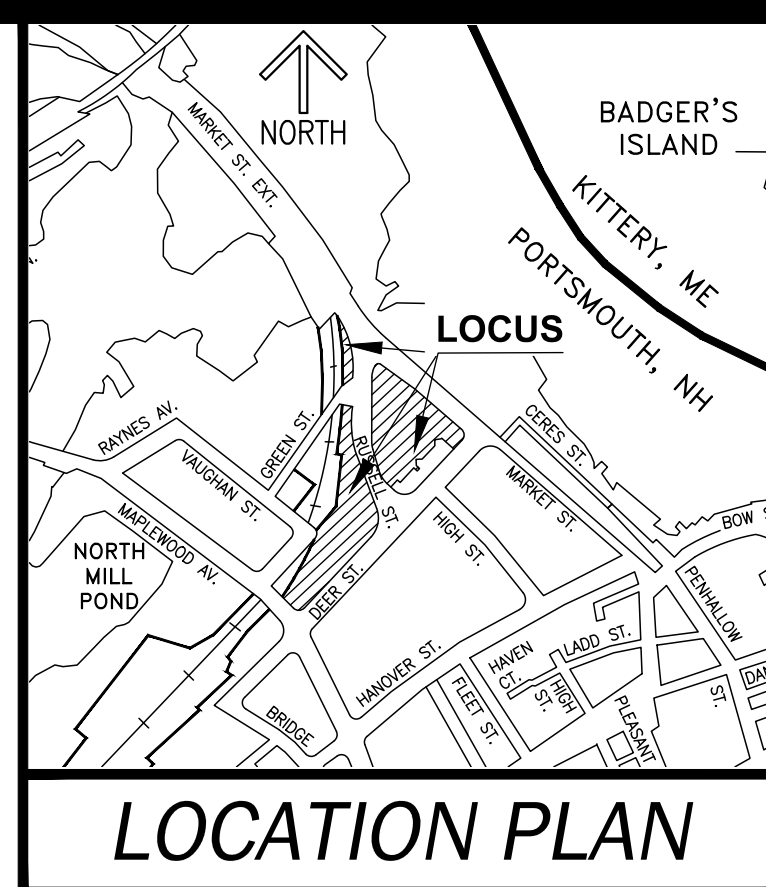 NORTH
BADGER'S
ISLAND
MARKET ST. EXT.
KITTERY, ME
PORTSMOUTH, NH
LOCUS
RAYNES AV.
GREEN ST.
VAUGHAN ST.
RUSSELL ST.
CERES ST.
MARKET ST.
MAPLEWOOD AV.
HIGH ST.
BOW
NORTH
MILL
POND
DEER ST.
PENHALLOW
ST.
HANOVER ST.
HAVEN
CT.
LADD ST.
HIGH
ST.
FLEET ST.
PLEASANT
BRIDGE
LOCATION PLAN